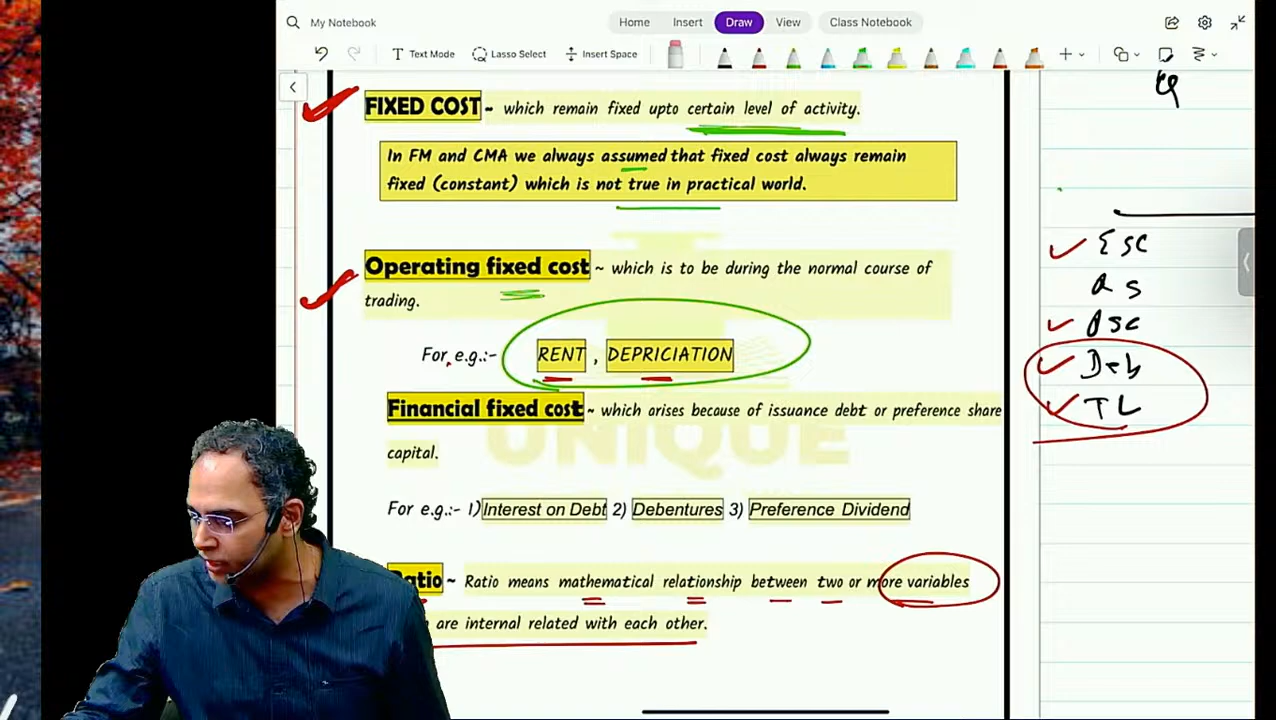 My Notebook
Home Insert Draw View Class Notebook
Text Mode Lasso Select Insert Space
FIXED COST ~ which remain fixed upto certain level of activity.
In FM and CMA we always assumed that fixed cost always remain
fixed (constant) which is not true in practical world.
Operating fixed cost ~ which is to be during the normal course of
trading.
For e.g.:- RENT , DEPRICIATION
Financial fixed cost ~ which arises because of issuance debt or preference share
capital.
For e.g.:- 1) Interest on Debt 2) Debentures 3) Preference Dividend
Ratio ~ Ratio means mathematical relationship between two or more variables
are internal related with each other.
UNIQUE
ESC
RS
PSC
Deb
TL